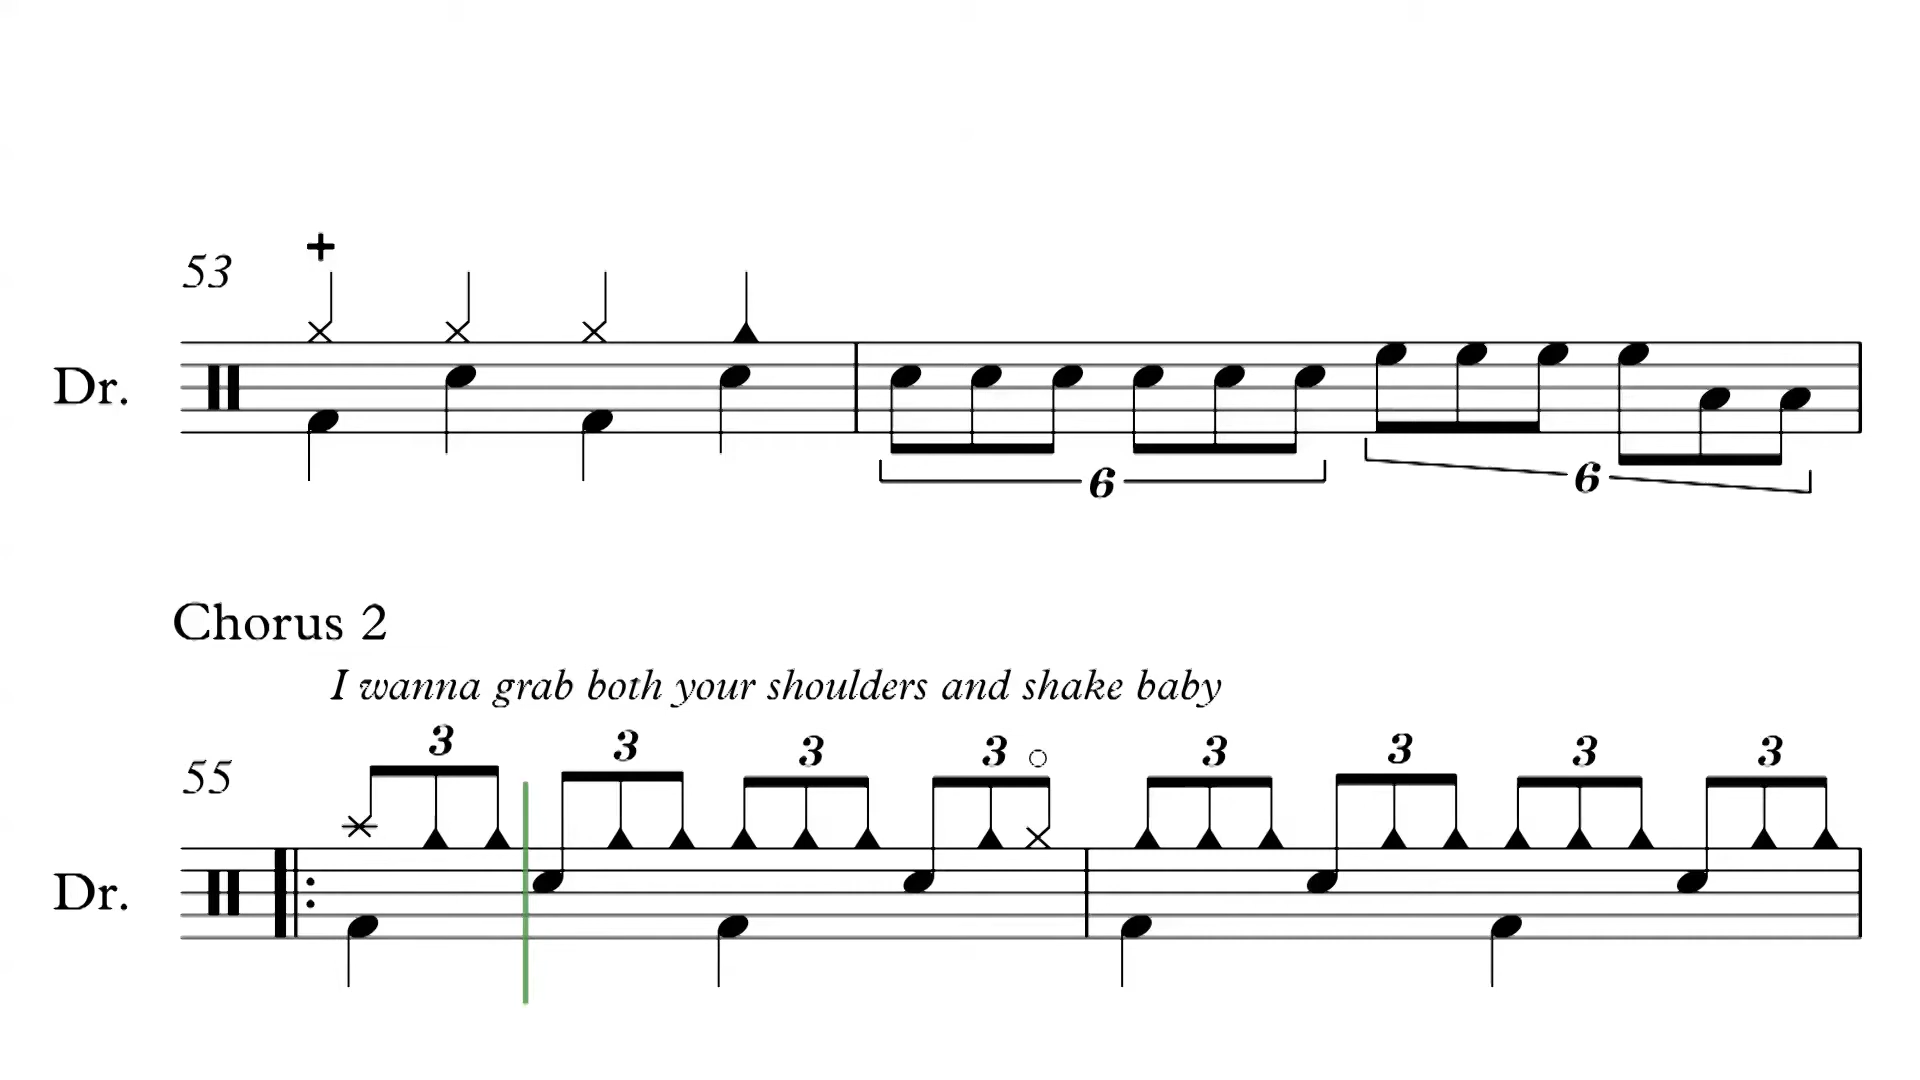 53
Dr.
6 6
Chorus 2
I wanna grab both your shoulders and shake baby
3 3 3 3 3 3 3 3
55
Dr.